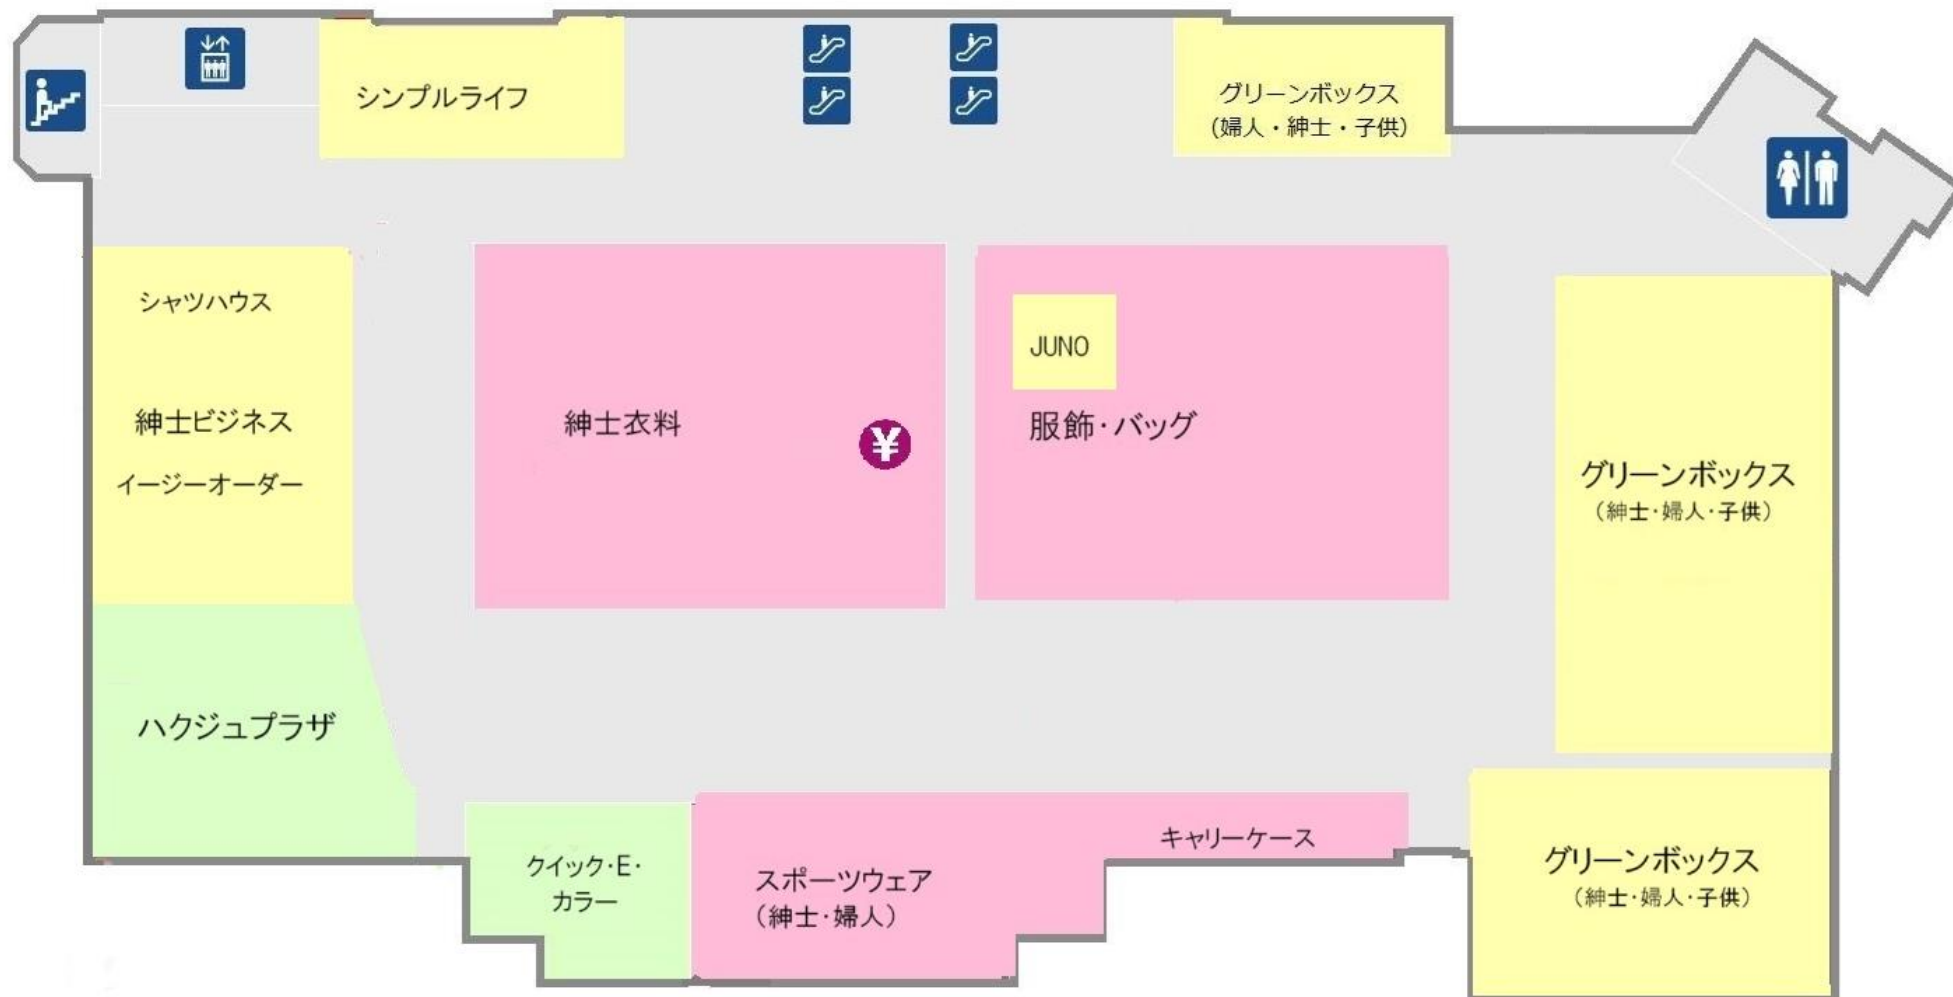 シンプルライフ
グリーンボックス
(婦人・紳士・子供)
シャツハウス
紳士ビジネス
イージーオーダー
紳士衣料
¥
JUNO
服飾・バッグ
グリーンボックス
(紳士・婦人・子供)
ハクジュプラザ
クイック・E・
カラー
スポーツウェア
(紳士・婦人)
キャリーケース
グリーンボックス
(紳士・婦人・子供)